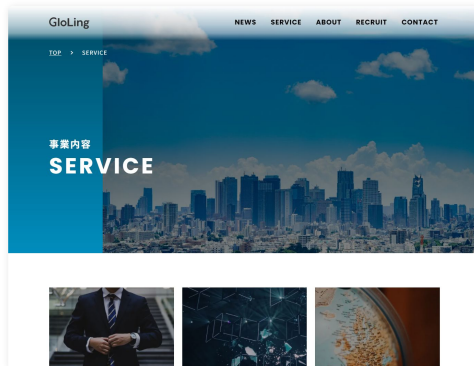 GloLing
NEWS SERVICE ABOUT RECRUIT CONTACT
TOP > SERVICE
事業内容
SERVICE